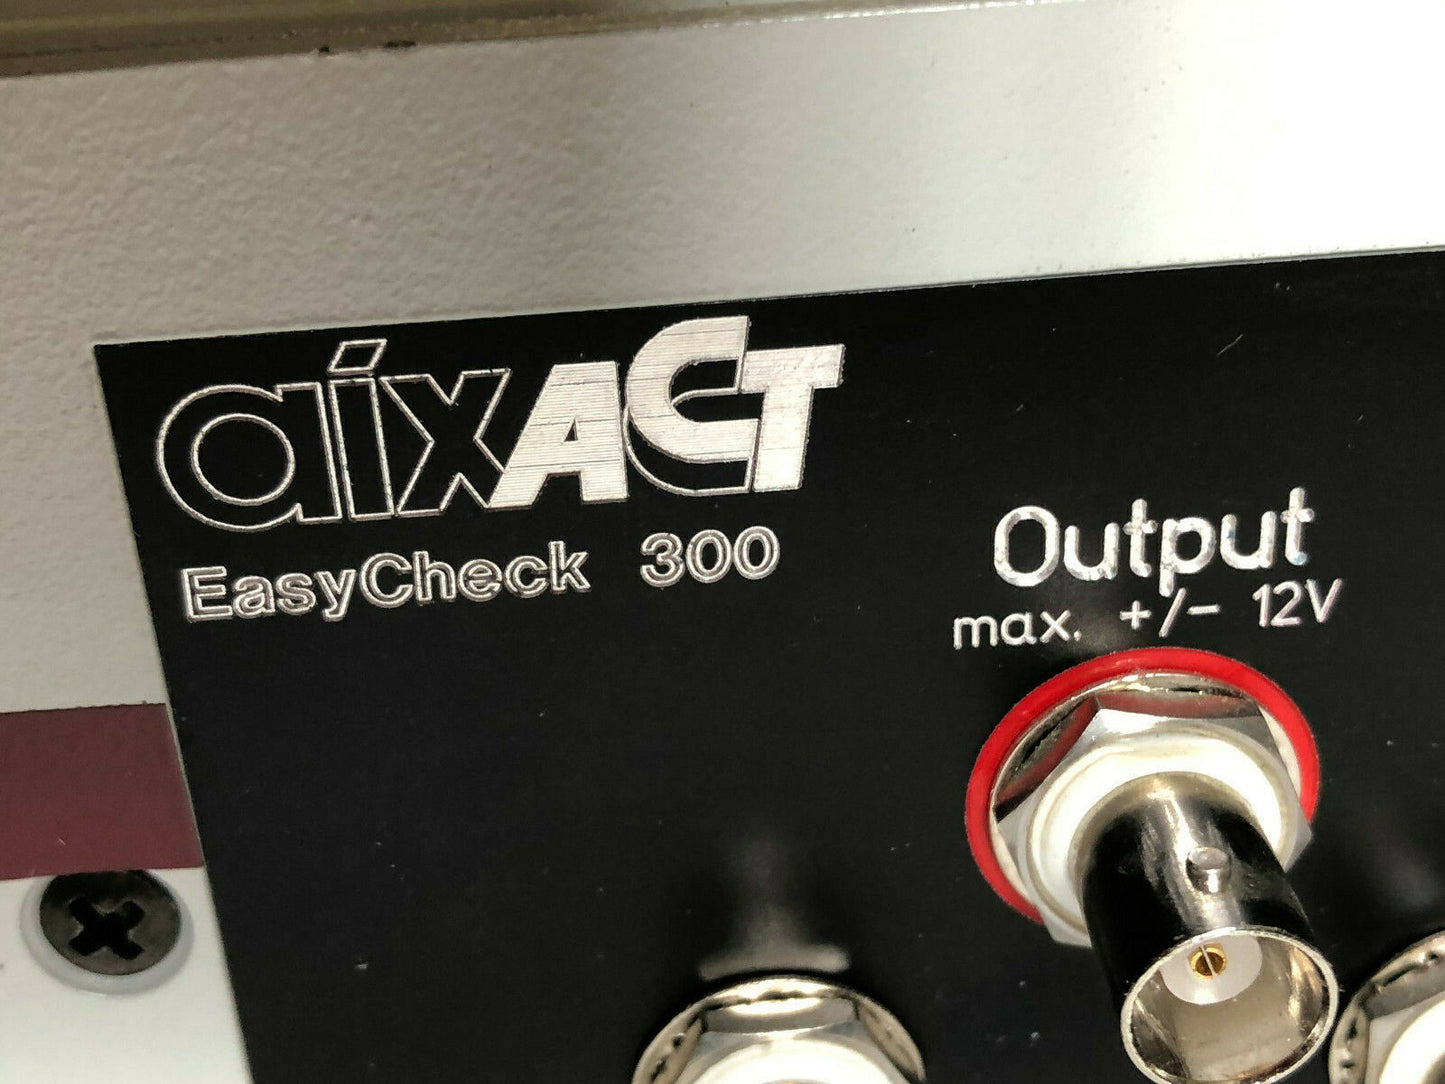 aixACT
EasyCheck 300
Output
max. +/- 12V